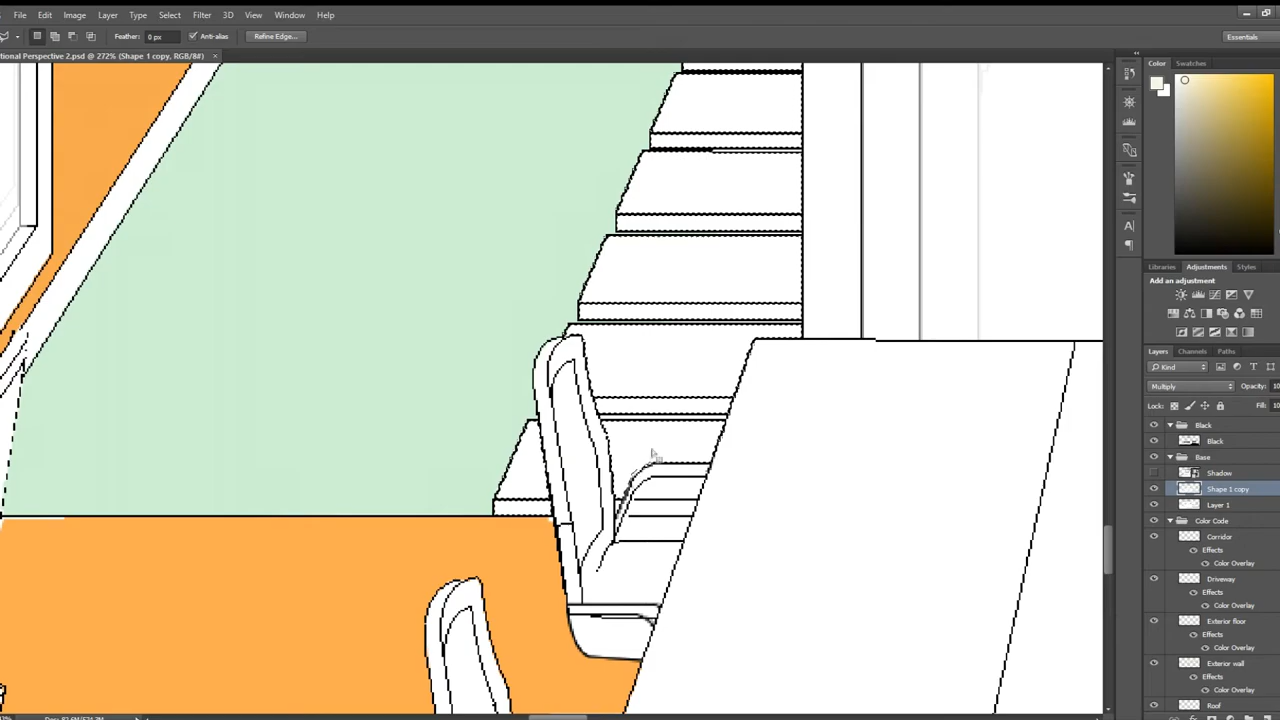 File Edit Image Layer Type Select Filter 3D View Window Help
Feather: 0 px Anti-alias Refine Edge... Essentials
tional Perspective 2.psd @ 272% (Shape 1 copy, RGB/8#) ×
Color Swatches
Libraries Adjustments Styles
Add an adjustment
Layers Channels Paths
Kind
Multiply Opacity: 10
Lock: Fill: 10
Black
Black
Base
Shadow
Shape 1 copy
Layer 1
Color Code
Corridor
Effects
Color Overlay
Driveway
Effects
Color Overlay
Exterior floor
Effects
Color Overlay
Exterior wall
Effects
Color Overlay
Roof